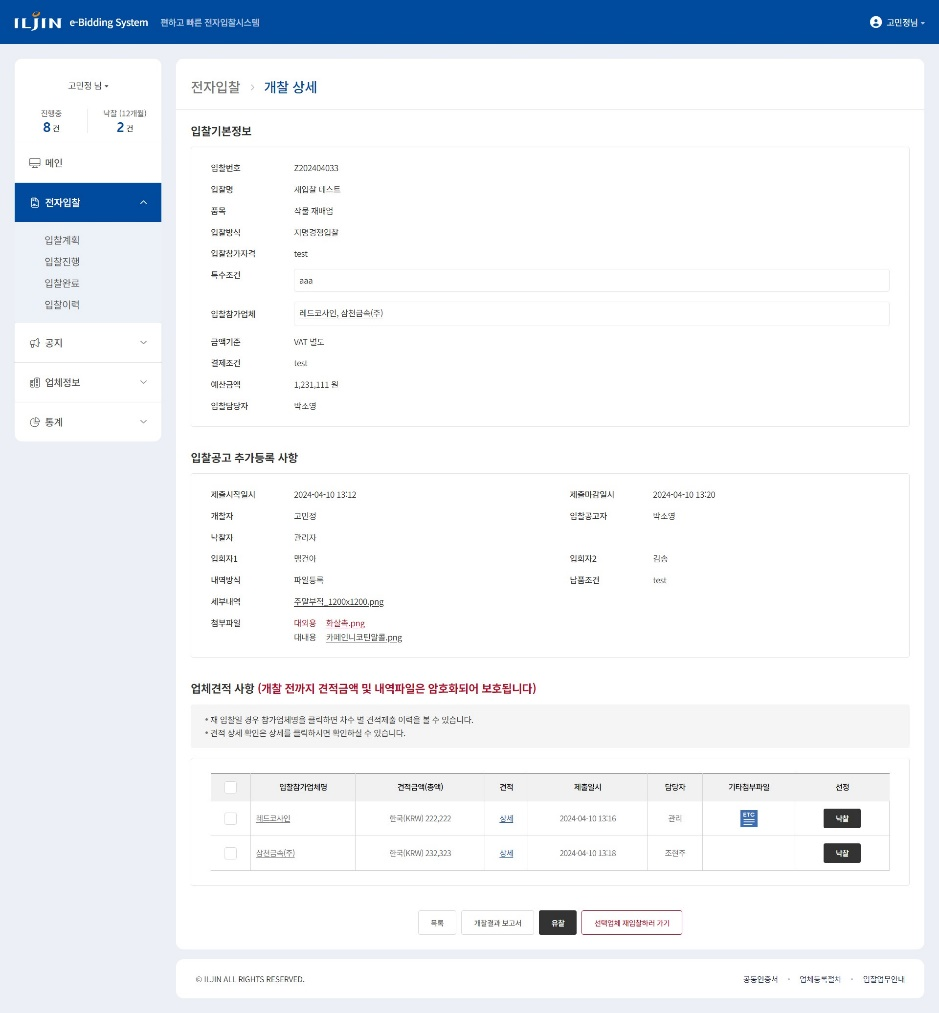 ILJIN e-Bidding System 편하고 빠른 전자입찰시스템
고민정님
고민정 님
진행중 낙찰 (12개월)
8 건 2 건
메인
전자입찰
입찰계획
입찰진행
입찰완료
입찰이력
공지
업체정보
통계
전자입찰 > 개찰 상세
입찰기본정보
입찰번호 Z202404033
입찰명 재입찰 테스트
품목 작물 재배업
입찰방식 지명경쟁입찰
입찰참가자격 test
특수조건 aaa
입찰참가업체 레드코사인, 삼전금속(주)
금액기준 VAT 별도
결제조건 test
예산금액 1,231,111 원
입찰담당자 박소영
입찰공고 추가등록 사항
제출시작일시 2024-04-10 13:12 제출마감일시 2024-04-10 13:20
개찰자 고민정 입찰공고자 박소영
낙찰자 관리자
입회자1 맹건아 입회자2 김송
내역방식 파일등록 납품조건 test
세부내역 주말부적_1200x1200.png
첨부파일 대외용 화살촉.png
대내용 카페인니코틴알콜.png
업체견적 사항 (개찰 전까지 견적금액 및 내역파일은 암호화되어 보호됩니다)
* 재 입찰일 경우 참가업체명을 클릭하면 차수 별 견적제출 이력을 볼 수 있습니다.
* 견적 상세 확인은 상세를 클릭하시면 확인하실 수 있습니다.
입찰참가업체명 견적금액(총액) 견적 제출일시 담당자 기타첨부파일 선정
레드코사인 한국(KRW) 222,222 상세 2024-04-10 13:16 관리 ETC 낙찰
삼전금속(주) 한국(KRW) 232,323 상세 2024-04-10 13:18 조현주 낙찰
목록 개찰결과 보고서 유찰 선택업체 재입찰하러 가기
© ILJIN ALL RIGHTS RESERVED. 공동인증서 · 업체등록절차 · 입찰업무안내